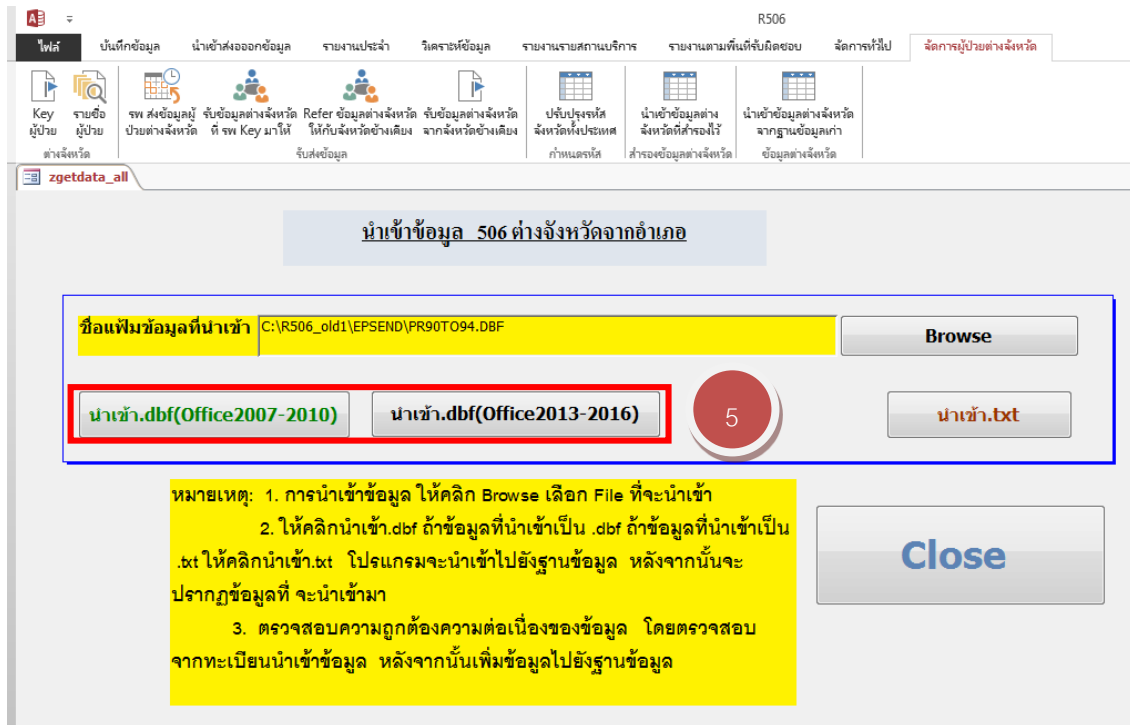 R506
ไฟล์ บันทึกข้อมูล นำเข้าส่งอออกข้อมูล รายงานประจำ วิเคราะห์ข้อมูล รายงานรายสถานบริการ รายงานตามพื้นที่รับผิดชอบ จัดการทั่วไป จัดการผู้ป่วยต่างจังหวัด
Key รายชื่อ รพ ส่งข้อมูลผู้ รับข้อมูลต่างจังหวัด Refer ข้อมูลต่างจังหวัด รับข้อมูลต่างจังหวัด ปรับปรุงรหัส นำเข้าข้อมูลต่าง นำเข้าข้อมูลต่างจังหวัด
ผู้ป่วย ผู้ป่วย ป่วยต่างจังหวัด ที่ รพ Key มาให้ ให้กับจังหวัดข้างเคียง จากจังหวัดข้างเคียง จังหวัดทั้งประเทศ จังหวัดที่สำรองไว้ จากฐานข้อมูลเก่า
ต่างจังหวัด รับส่งข้อมูล กำหนดรหัส สำรองข้อมูลต่างจังหวัด ข้อมูลต่างจังหวัด
zgetdata_all
นำเข้าข้อมูล 506 ต่างจังหวัดจากอำเภอ
ชื่อแฟ้มข้อมูลที่นำเข้า C:\R506_old1\EPSEND\PR90TO94.DBF Browse
นำเข้า.dbf(Office2007-2010) นำเข้า.dbf(Office2013-2016) 5 นำเข้า.txt
หมายเหตุ: 1. การนำเข้าข้อมูล ให้คลิก Browse เลือก File ที่จะนำเข้า
2. ให้คลิกนำเข้า.dbf ถ้าข้อมูลที่นำเข้าเป็น .dbf ถ้าข้อมูลที่นำเข้าเป็น
.txt ให้คลิกนำเข้า.txt โปรแกรมจะนำเข้าไปยังฐานข้อมูล หลังจากนั้นจะ
ปรากฏข้อมูลที่ จะนำเข้ามา
3. ตรวจสอบความถูกต้องความต่อเนื่องของข้อมูล โดยตรวจสอบ
จากทะเบียนนำเข้าข้อมูล หลังจากนั้นเพิ่มข้อมูลไปยังฐานข้อมูล
Close